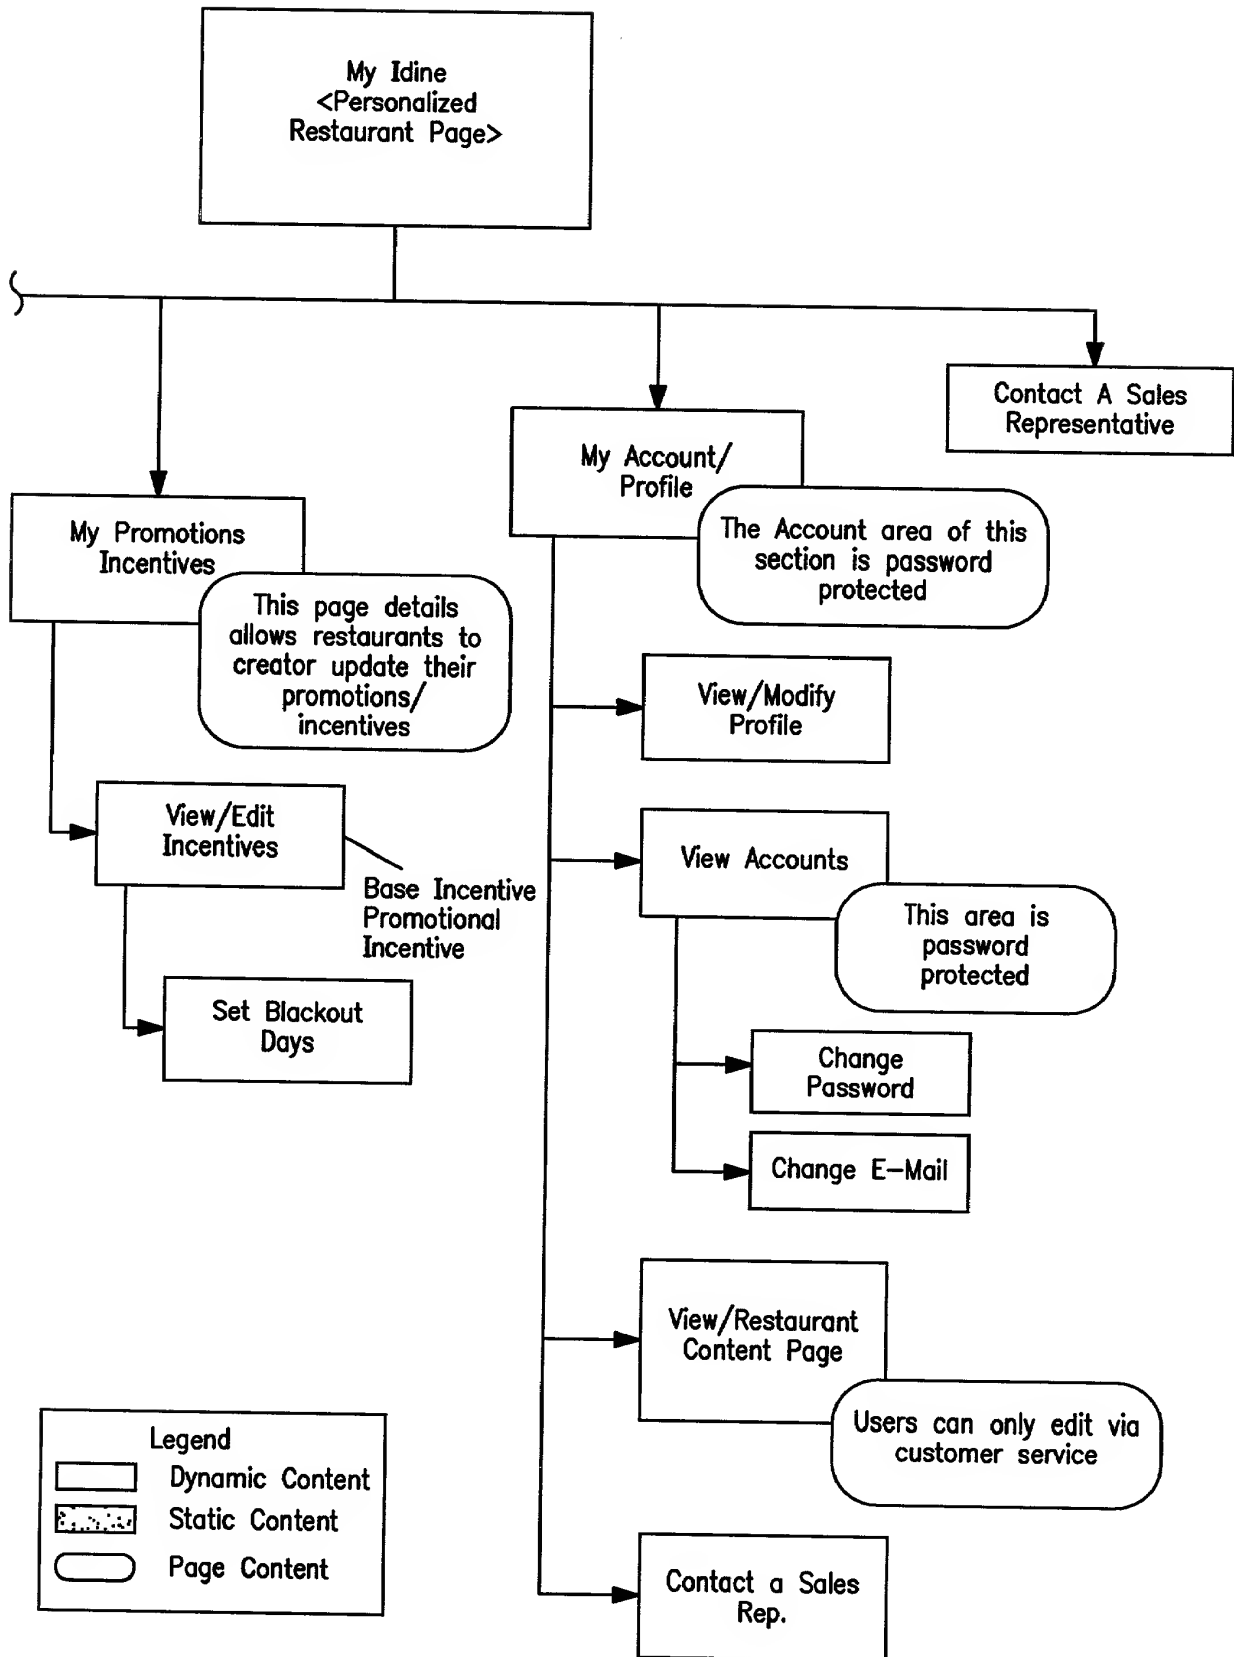 My Idine
<Personalized
Restaurant Page>
Contact A Sales
Representative
My Account/
Profile
The Account area of this
section is password
protected
My Promotions
Incentives
This page details
allows restaurants to
creator update their
promotions/
incentives
View/Modify
Profile
View/Edit
Incentives
Base Incentive
Promotional
Incentive
View Accounts
This area is
password
protected
Set Blackout
Days
Change
Password
Change E-Mail
View/Restaurant
Content Page
Users can only edit via
customer service
Contact a Sales
Rep.
Legend
Dynamic Content
Static Content
Page Content